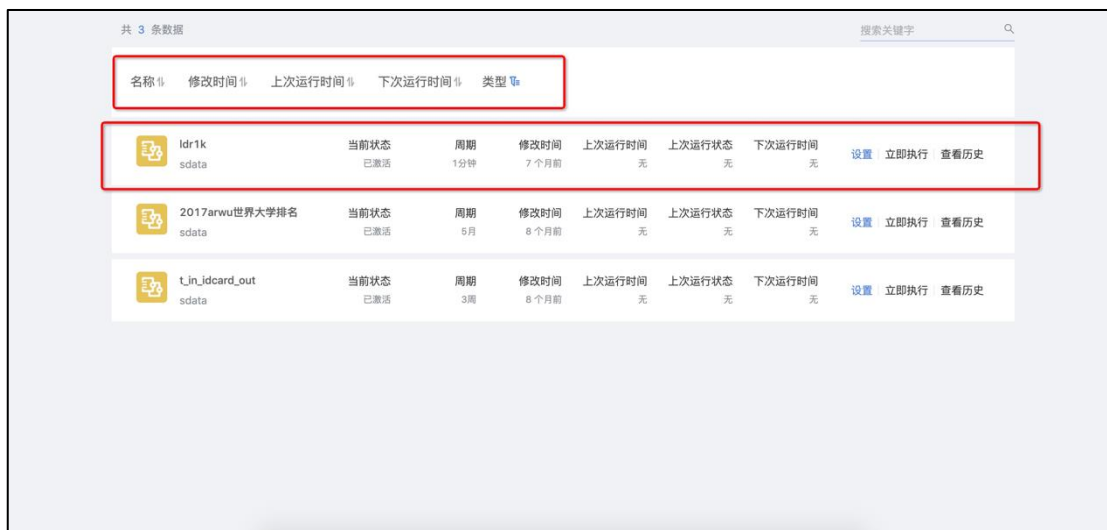 共 3 条数据 搜索关键字
名称 修改时间 上次运行时间 下次运行时间 类型
ldr1k 当前状态 周期 修改时间 上次运行时间 上次运行状态 下次运行时间 设置 立即执行 查看历史
sdata 已激活 1分钟 7 个月前 无 无 无
2017arwu世界大学排名 当前状态 周期 修改时间 上次运行时间 上次运行状态 下次运行时间 设置 立即执行 查看历史
sdata 已激活 5月 8 个月前 无 无 无
t_in_idcard_out 当前状态 周期 修改时间 上次运行时间 上次运行状态 下次运行时间 设置 立即执行 查看历史
sdata 已激活 3周 8 个月前 无 无 无